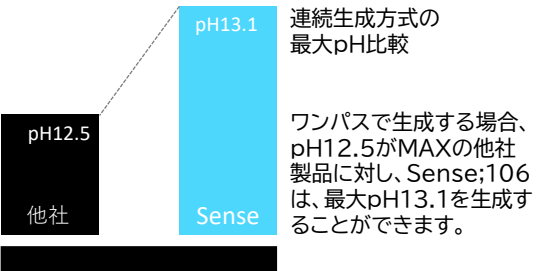 pH13.1
pH12.5
他社
Sense
連続生成方式の
最大pH比較
ワンパスで生成する場合、
pH12.5がMAXの他社
製品に対し、Sense;106
は、最大pH13.1を生成す
ることができます。